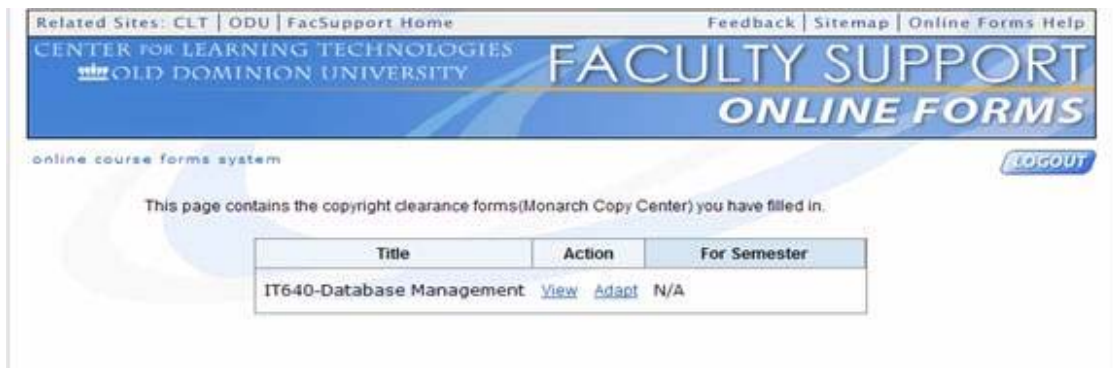 Related Sites: CLT | ODU | FacSupport Home Feedback | Sitemap | Online Forms Help
CENTER FOR LEARNING TECHNOLOGIES
OLD DOMINION UNIVERSITY
FACULTY SUPPORT
ONLINE FORMS
online course forms system
LOGOUT
This page contains the copyright clearance forms(Monarch Copy Center) you have filled in.
Title Action For Semester
IT640-Database Management View Adapt N/A